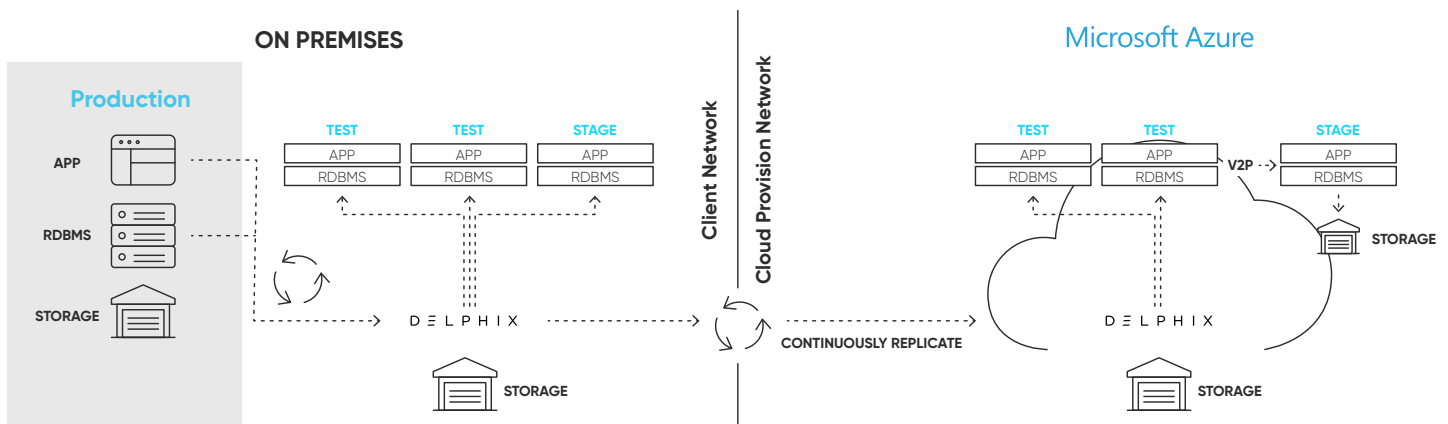 ON PREMISES
Production
APP
RDBMS
STORAGE
TEST
APP
RDBMS
TEST
APP
RDBMS
STAGE
APP
RDBMS
DELPHIX
STORAGE
Client Network
Cloud Provision Network
CONTINUOUSLY REPLICATE
Microsoft Azure
TEST
APP
RDBMS
TEST
APP
RDBMS
V2P
STAGE
APP
RDBMS
STORAGE
DELPHIX
STORAGE